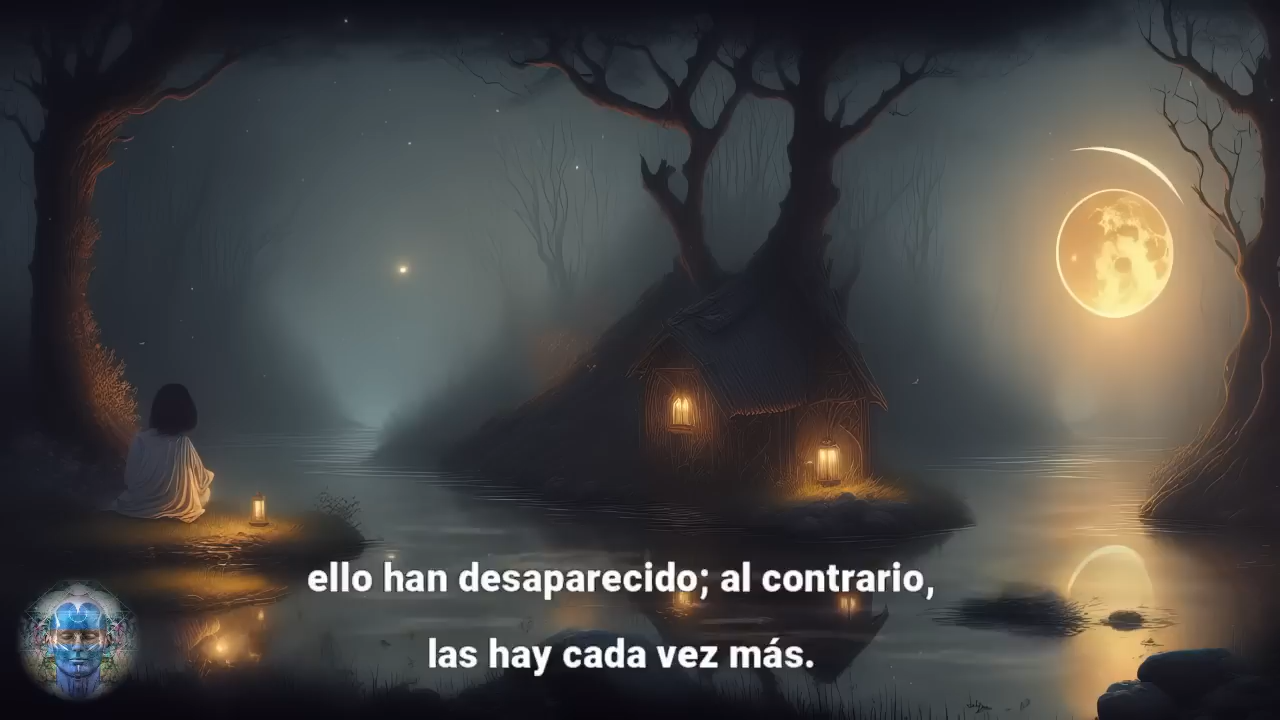 ello han desaparecido; al contrario,
las hay cada vez más.